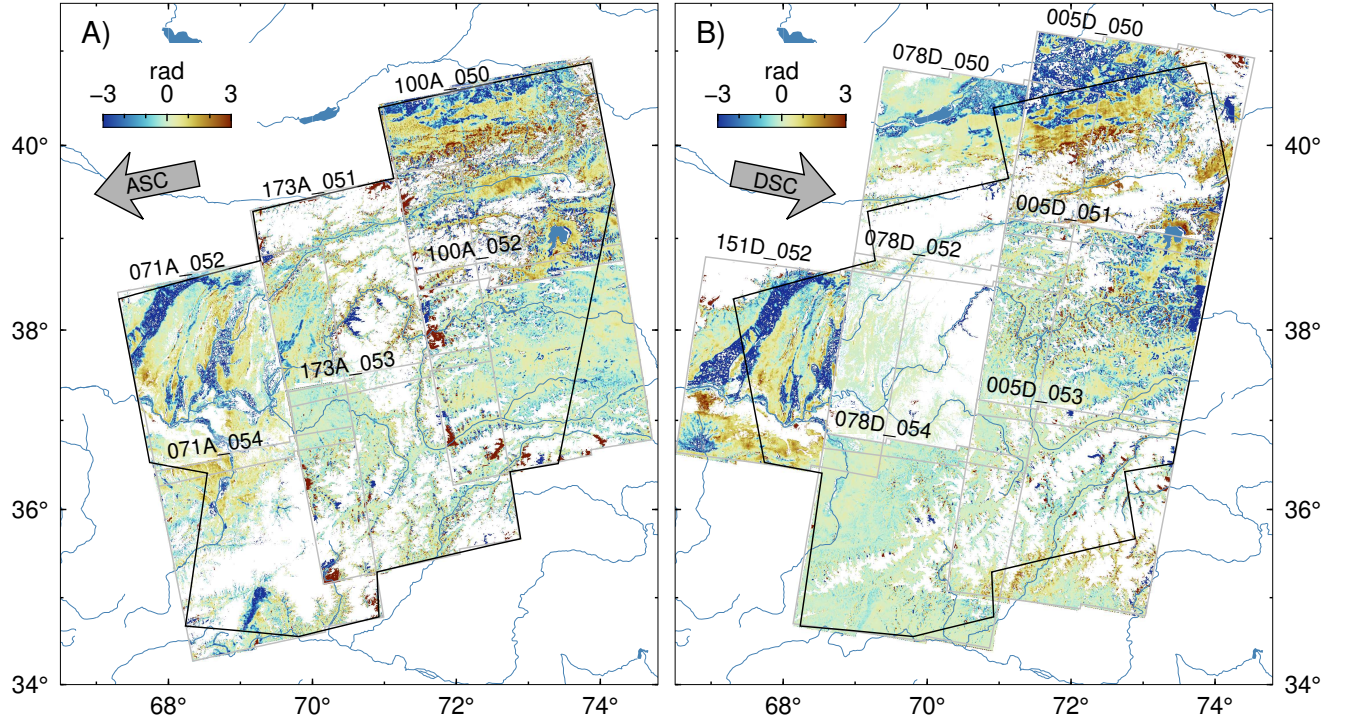 A)
rad
−3 0 3
ASC
100A_050
173A_051
100A_052
071A_052
173A_053
071A_054
40°
38°
36°
34°
68° 70° 72° 74°
B)
rad
−3 0 3
DSC
005D_050
078D_050
005D_051
078D_052
151D_052
005D_053
078D_054
40°
38°
36°
34°
68° 70° 72° 74°